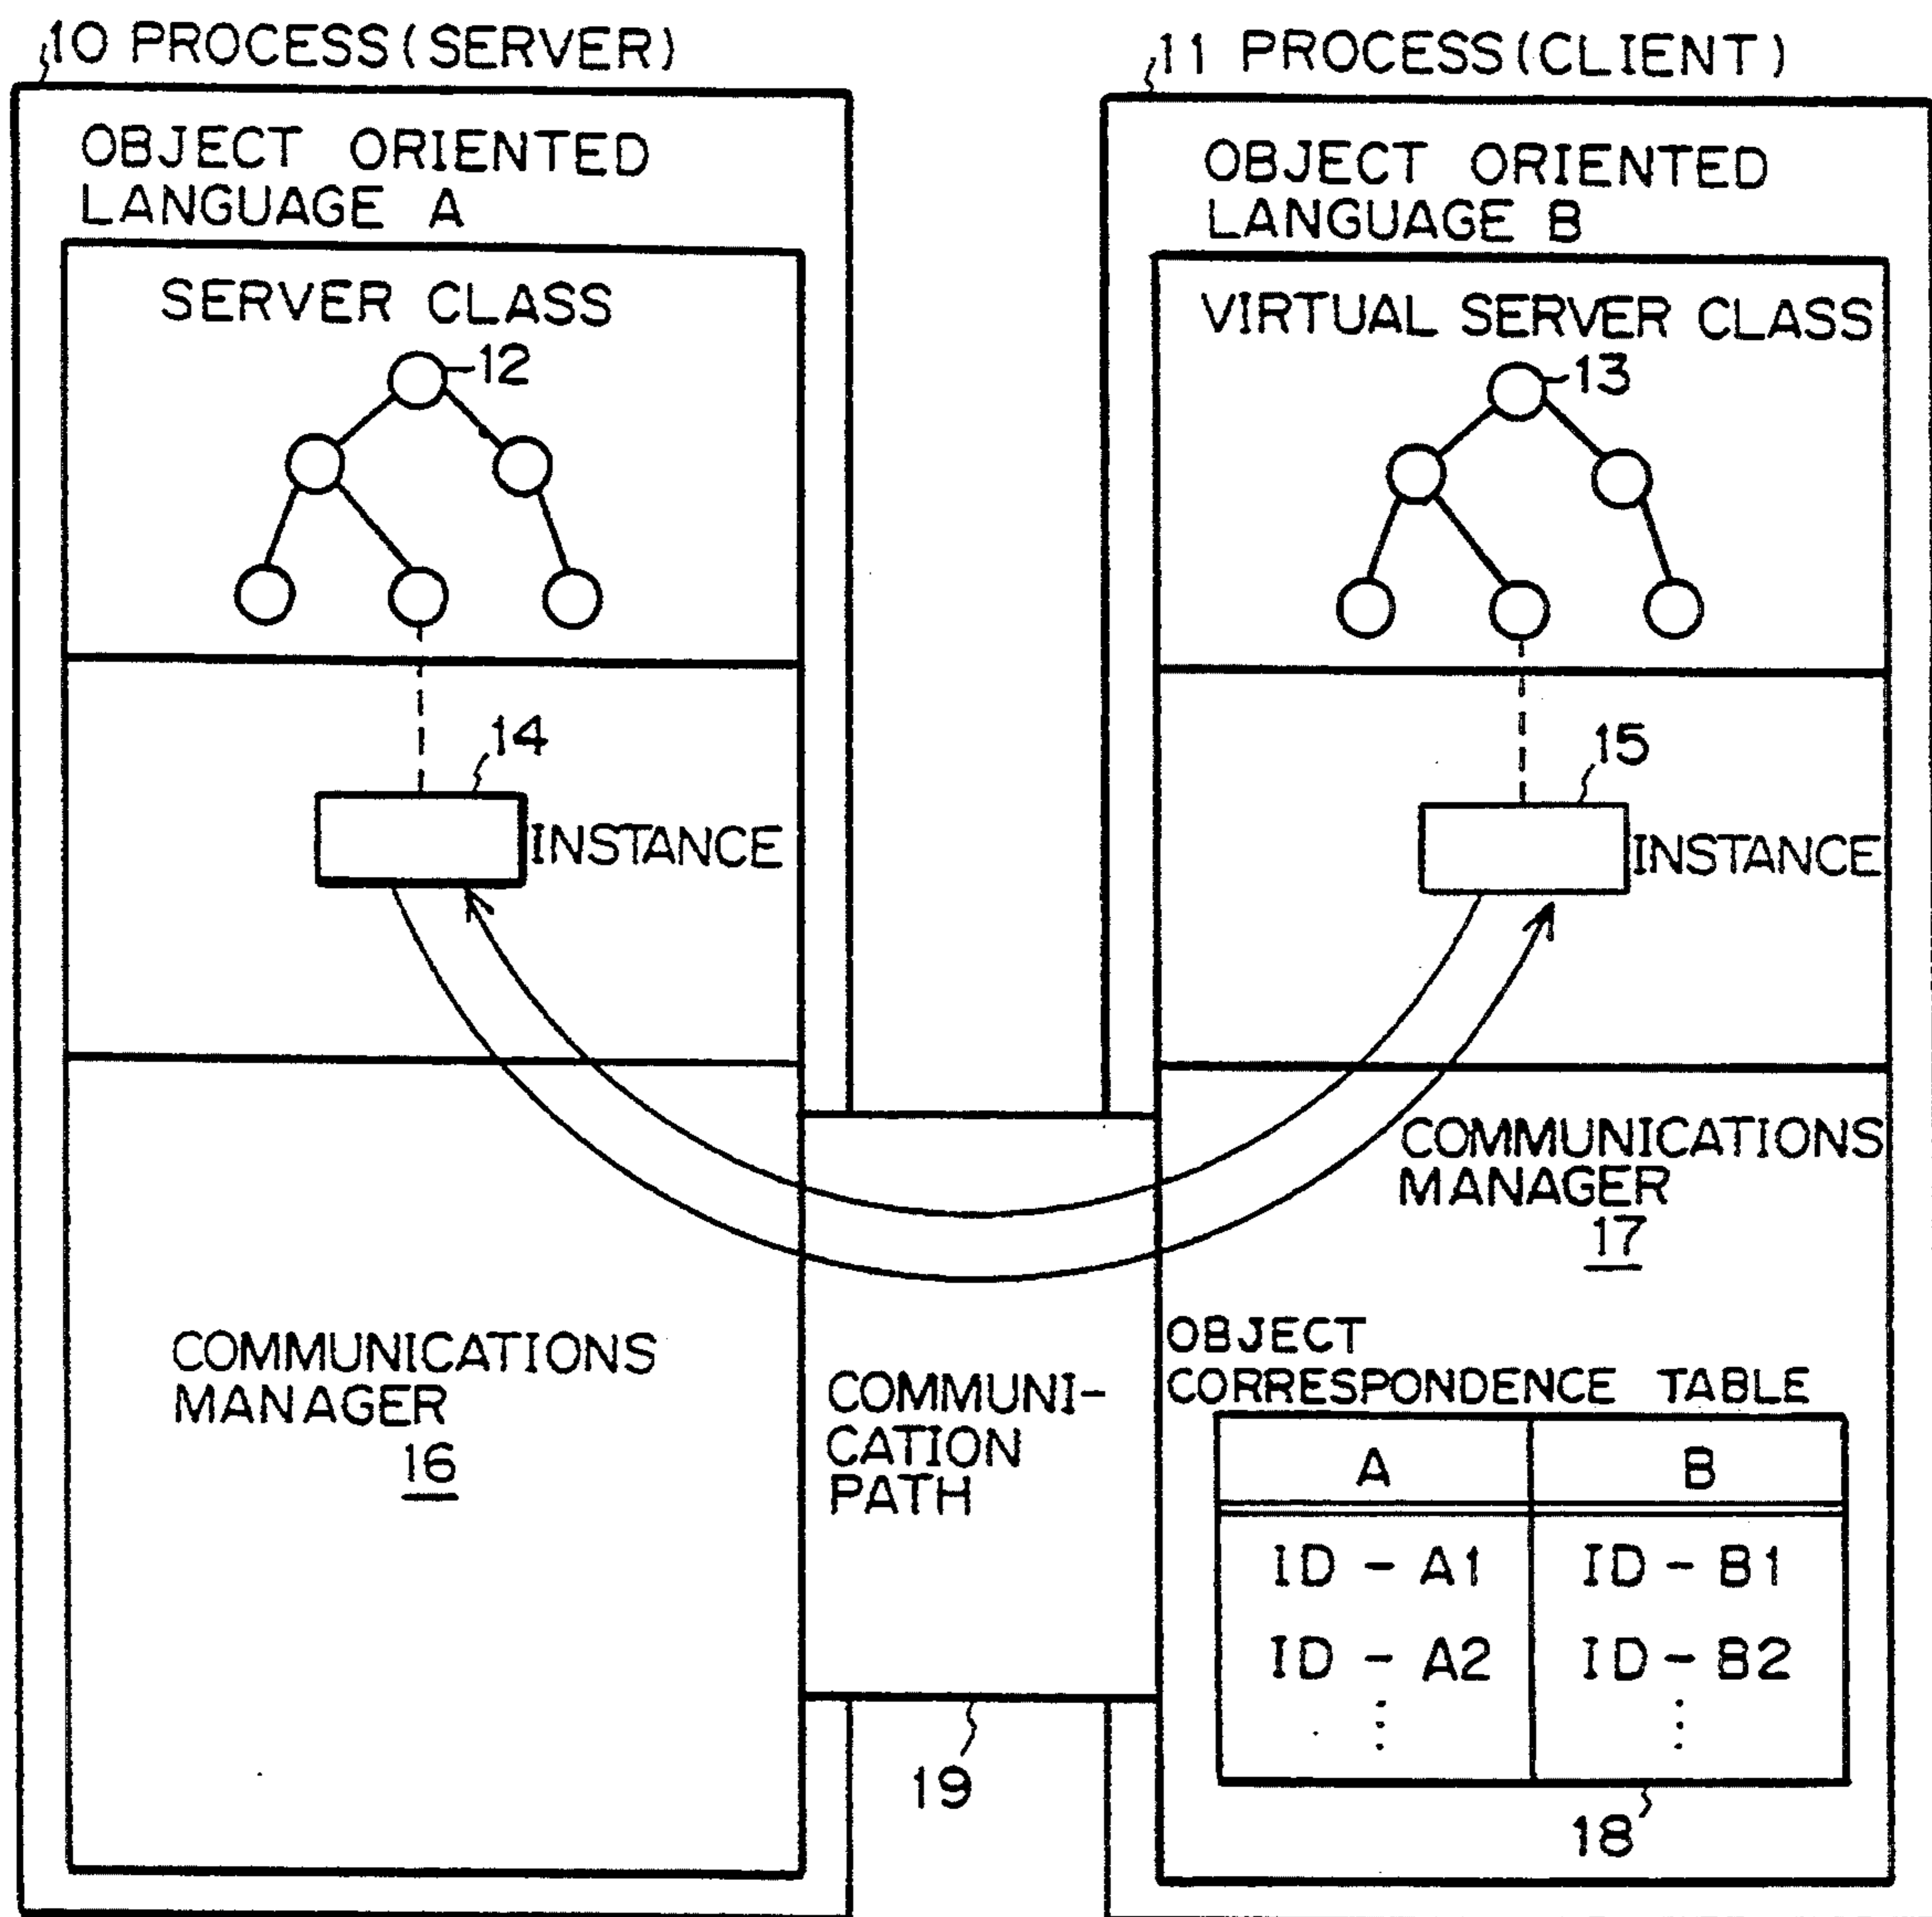 10 PROCESS(SERVER)
OBJECT ORIENTED
LANGUAGE A
SERVER CLASS
12
14
INSTANCE
COMMUNICATIONS
MANAGER
16
COMMUNI-
CATION
PATH
19
11 PROCESS(CLIENT)
OBJECT ORIENTED
LANGUAGE B
VIRTUAL SERVER CLASS
13
15
INSTANCE
COMMUNICATIONS
MANAGER
17
OBJECT
CORRESPONDENCE TABLE
A B
ID - A1 ID - B1
ID - A2 ID - B2
⋮ ⋮
18